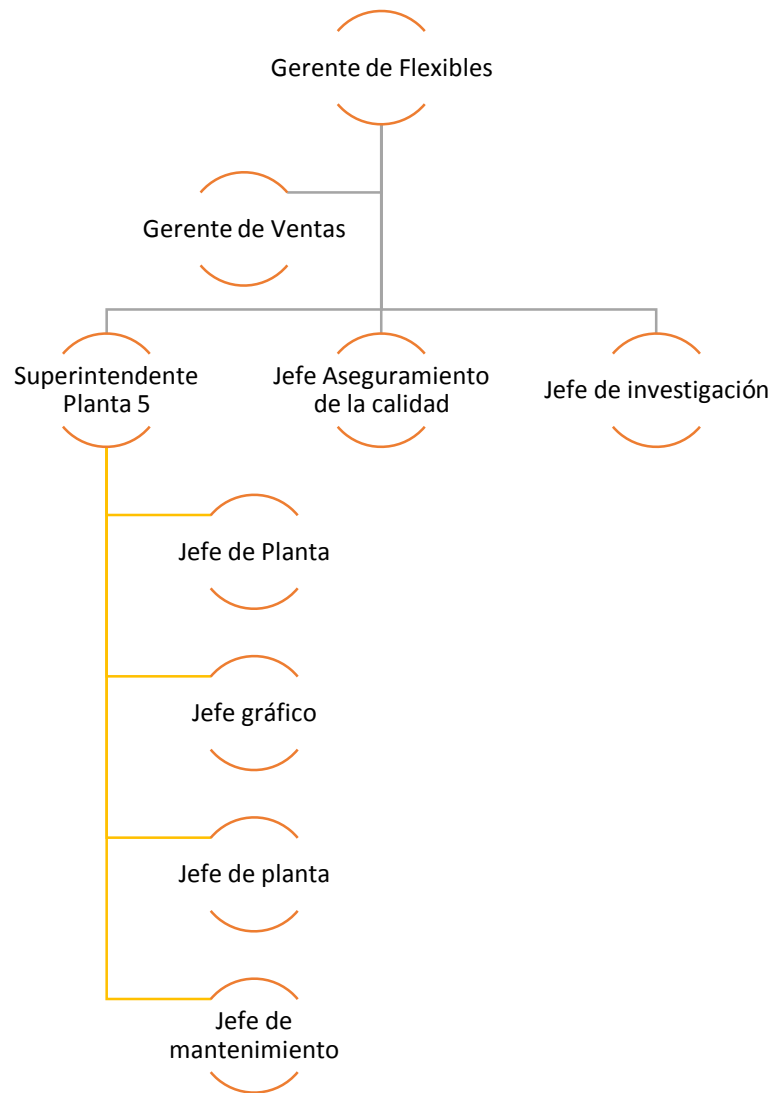 Gerente de Flexibles
Gerente de Ventas
Superintendente
Planta 5
Jefe Aseguramiento
de la calidad
Jefe de investigación
Jefe de Planta
Jefe gráfico
Jefe de planta
Jefe de
mantenimiento